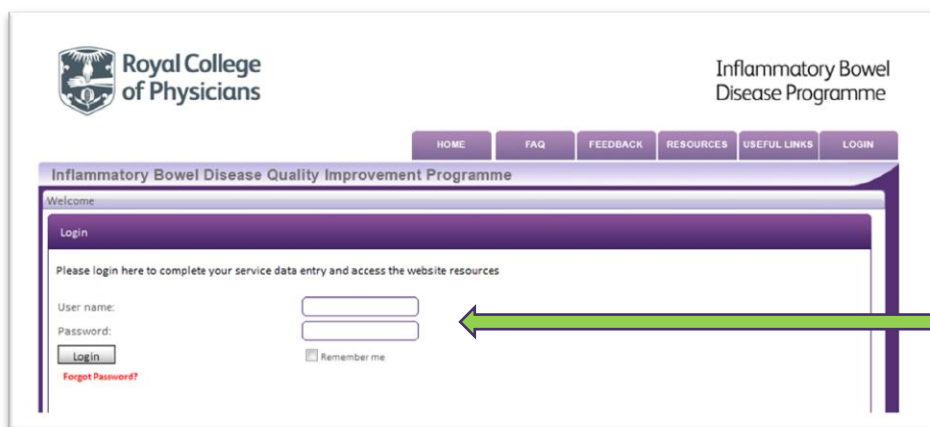 Royal College
of Physicians
Inflammatory Bowel
Disease Programme
HOME FAQ FEEDBACK RESOURCES USEFUL LINKS LOGIN
Inflammatory Bowel Disease Quality Improvement Programme
Welcome
Login
Please login here to complete your service data entry and access the website resources
User name:
Password:
Login Remember me
Forgot Password?